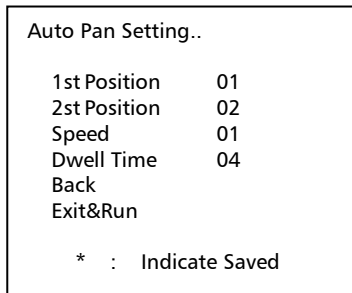 Auto Pan Setting..
1st Position 01
2st Position 02
Speed 01
Dwell Time 04
Back
Exit&Run
* : Indicate Saved